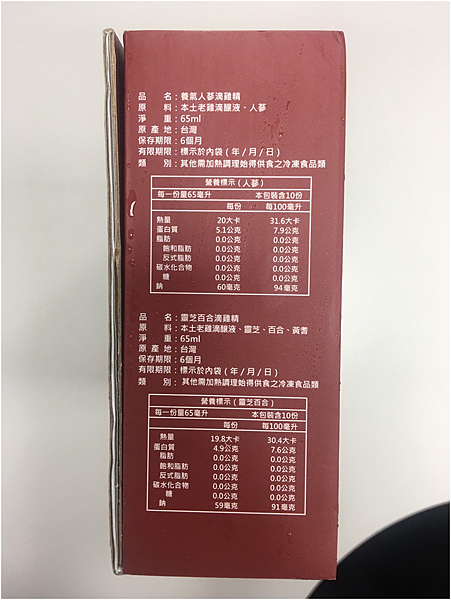 品　　名：養氣人蔘滴雞精
原　　料：本土老雞滴釀液、人蔘
淨　　重：65ml
原 產 地：台灣
保存期限：6個月
有限期限：標示於內袋（年/月/日）
類　　別：其他需加熱調理始得供食之冷凍食品類
營養標示（人蔘）
每一份量65毫升　本包裝含10份
每份　每100毫升
熱量　20大卡　31.6大卡
蛋白質　5.1公克　7.9公克
脂肪　0.0公克　0.0公克
飽和脂肪　0.0公克　0.0公克
反式脂肪　0.0公克　0.0公克
碳水化合物　0.0公克　0.0公克
糖　0.0公克　0.0公克
鈉　60毫克　94毫克
品　　名：靈芝百合滴雞精
原　　料：本土老雞滴釀液、靈芝、百合、黃耆
淨　　重：65ml
原 產 地：台灣
保存期限：6個月
有限期限：標示於內袋（年/月/日）
類　　別：其他需加熱調理始得供食之冷凍食品類
營養標示（靈芝百合）
每一份量65毫升　本包裝含10份
每份　每100毫升
熱量　19.8大卡　30.4大卡
蛋白質　4.9公克　7.6公克
脂肪　0.0公克　0.0公克
飽和脂肪　0.0公克　0.0公克
反式脂肪　0.0公克　0.0公克
碳水化合物　0.0公克　0.0公克
糖　0.0公克　0.0公克
鈉　59毫克　91毫克